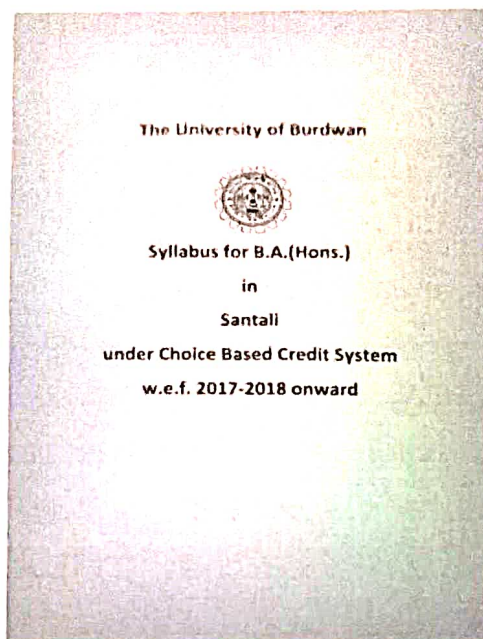 The University of Burdwan
Syllabus for B.A.(Hons.)
in
Santali
under Choice Based Credit System
w.e.f. 2017-2018 onward